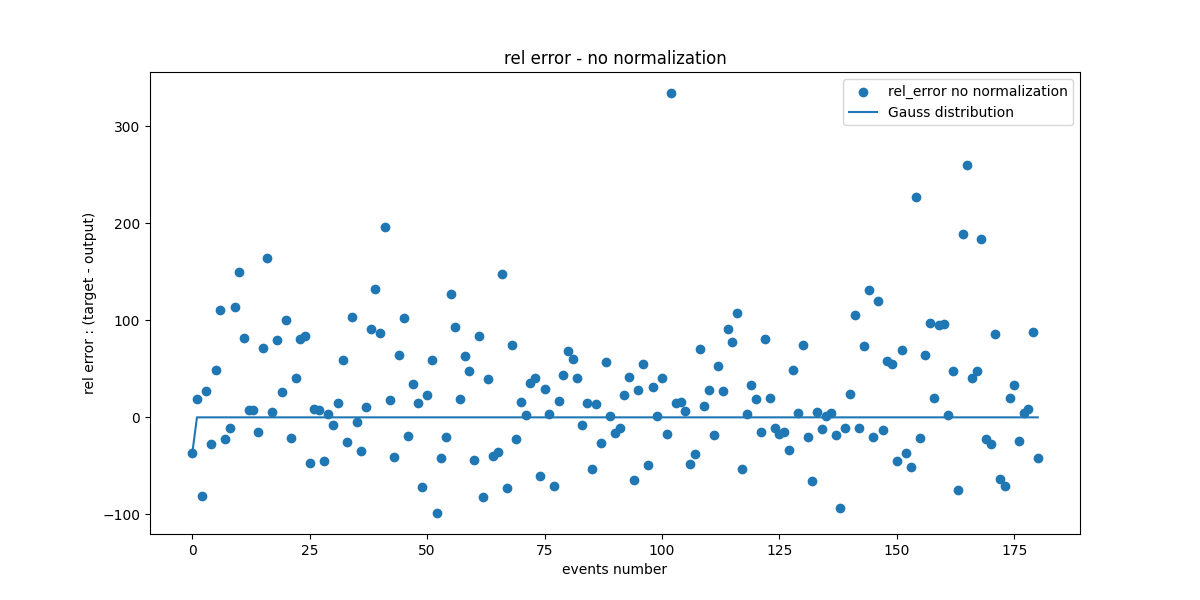 rel error - no normalization
rel_error no normalization
Gauss distribution
300
200
100
0
−100
rel error : (target - output)
0
25
50
75
100
125
150
175
events number